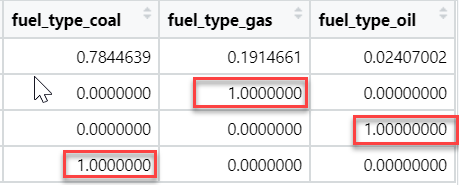 fuel_type_coal fuel_type_gas fuel_type_oil
0.7844639 0.1914661 0.02407002
0.0000000 1.0000000 0.00000000
0.0000000 0.0000000 1.00000000
1.0000000 0.0000000 0.00000000